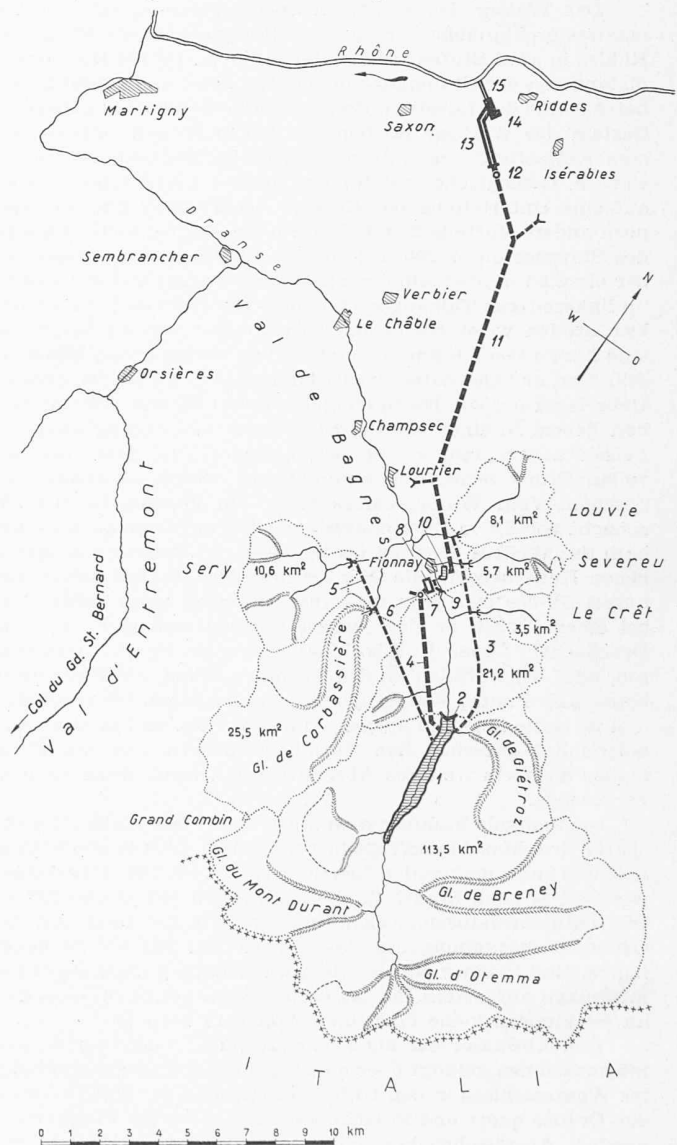 Rhône
Martigny
15
Riddes
14
Saxon
13
Isérables
12
Dranse
Sembrancher
N
Verbier
W
Le Châble
O
11
Val de Bagnes
Orsières
Champsec
Lourtier
Louvie
8,1 km²
8
10
Fionnay
Sery
10,6 km²
5,7 km²
Severeu
5
6
7
9
Le Crêt
3,5 km²
3
4
21,2 km²
Col du Gd. St. Bernard
Val d'Entremont
2
25,5 km²
Gl. de Corbassière
Gl. de Giétroz
1
Grand Combin
113,5 km²
Gl. du Mont Durant
Gl. de Breney
Gl. d'Otemma
ITALIA
0 1 2 3 4 5 6 7 8 9 10 km